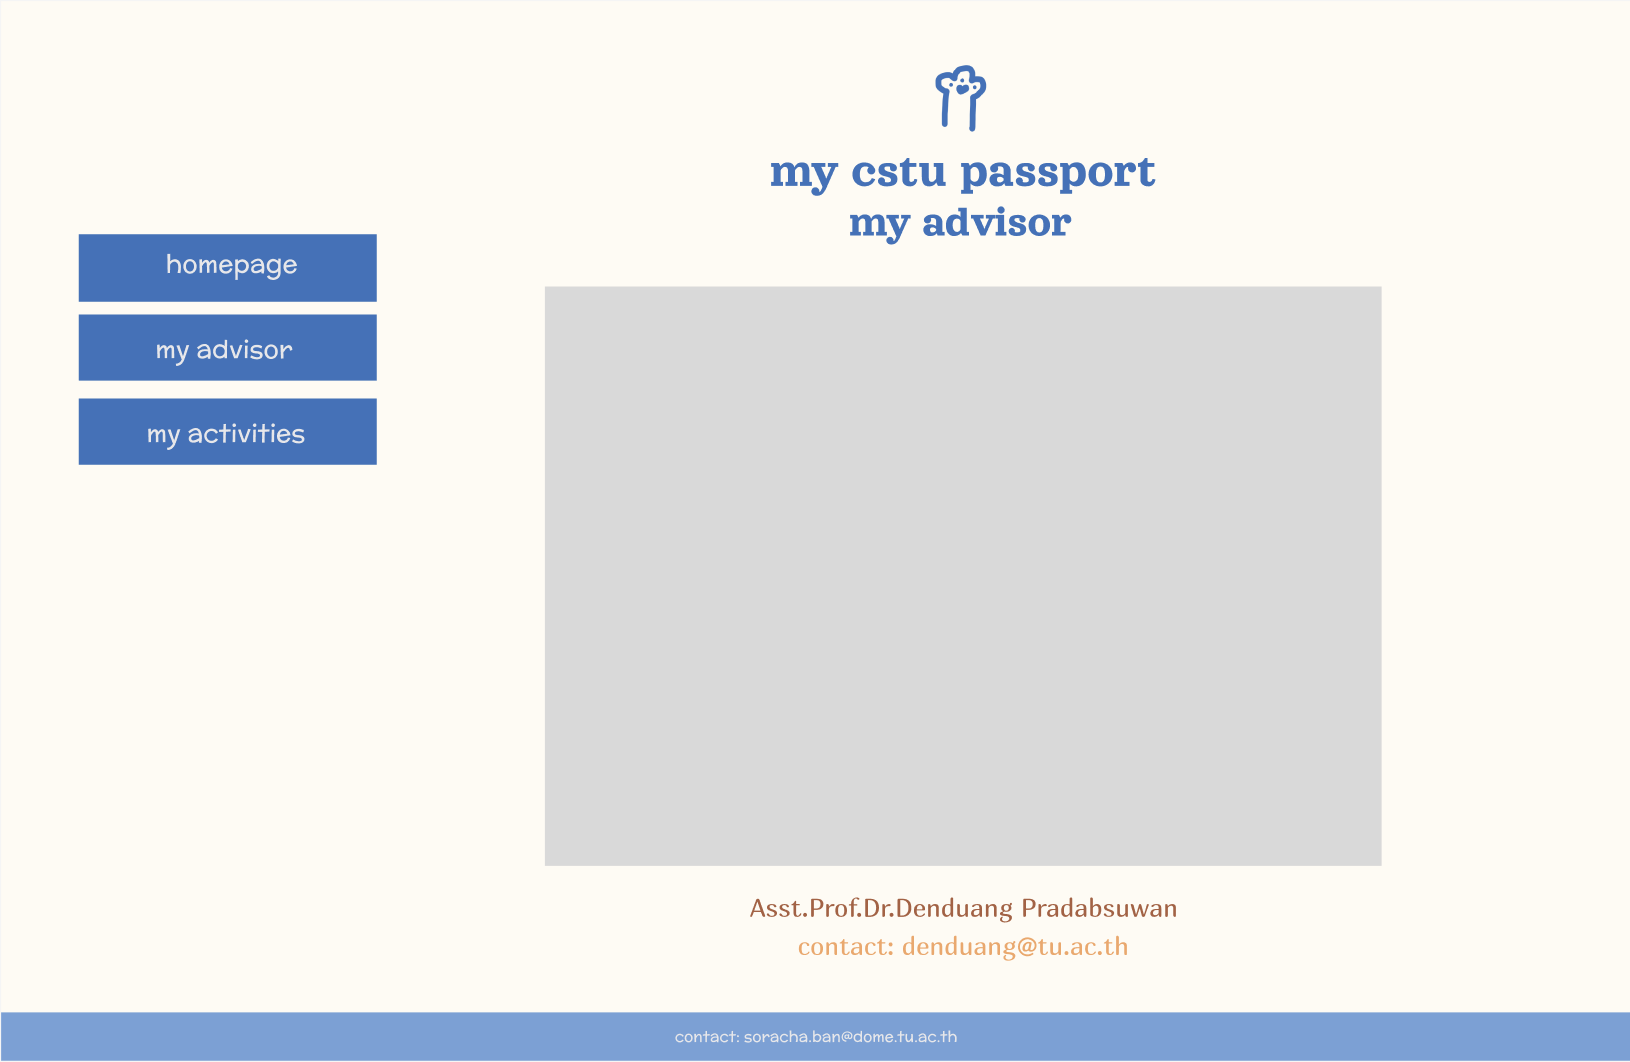 my cstu passport
my advisor
homepage
my advisor
my activities
Asst.Prof.Dr.Denduang Pradabsuwan
contact: denduang@tu.ac.th
contact: soracha.ban@dome.tu.ac.th